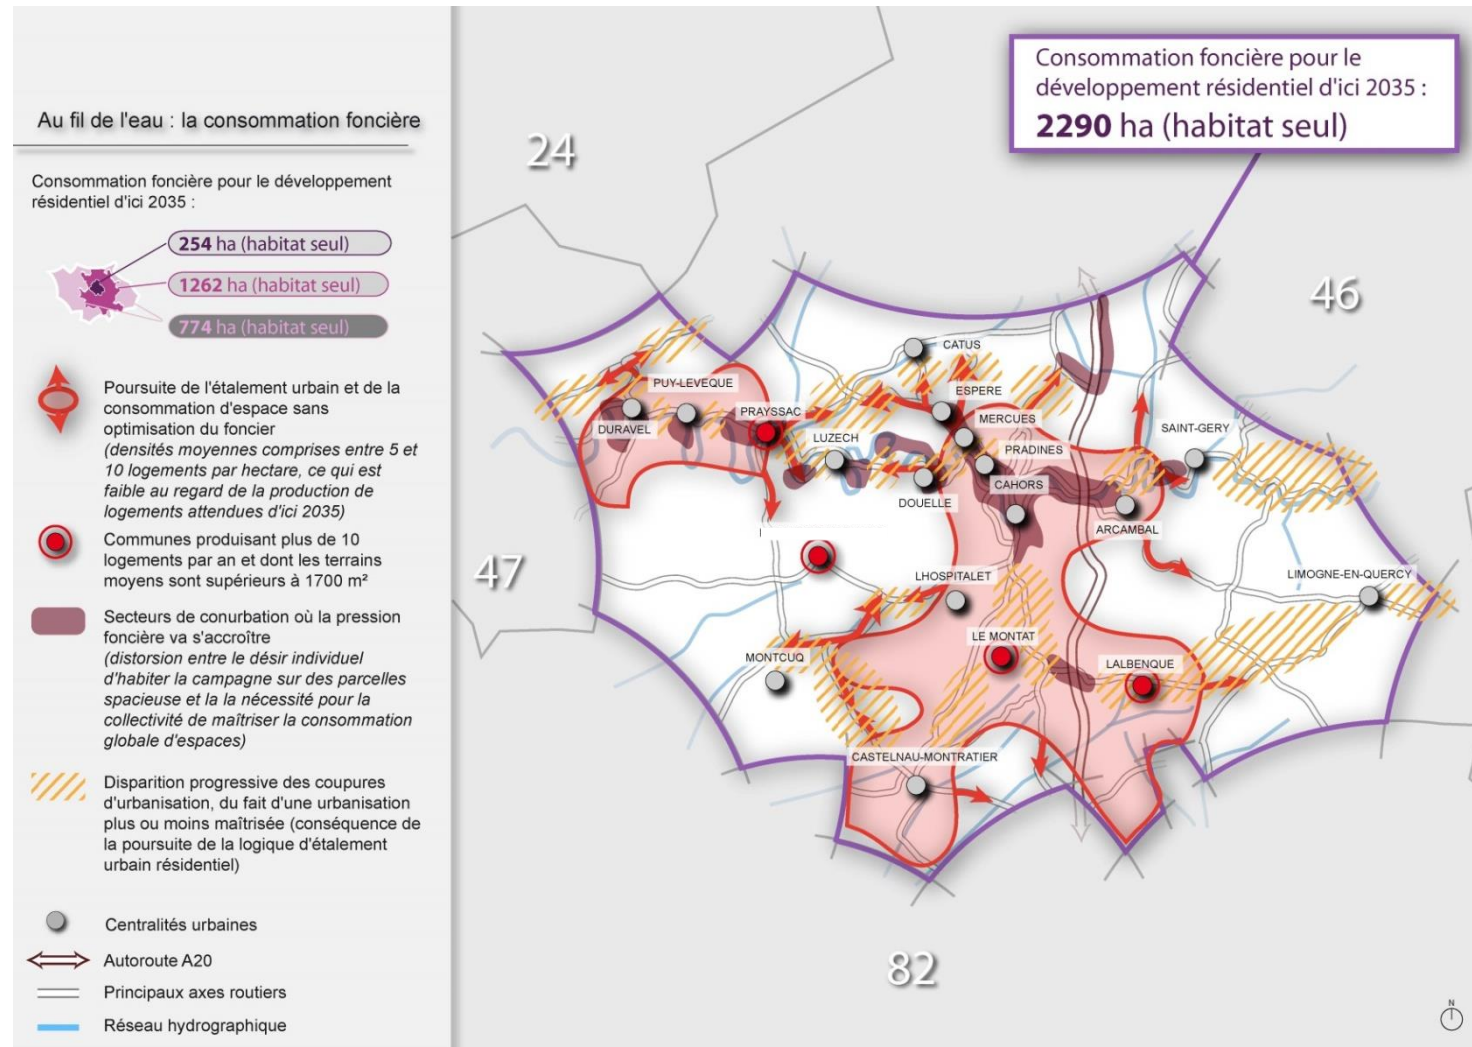 Au fil de l'eau : la consommation foncière
Consommation foncière pour le développement
résidentiel d'ici 2035 :
254 ha (habitat seul)
1262 ha (habitat seul)
774 ha (habitat seul)
Poursuite de l'étalement urbain et de la
consommation d'espace sans
optimisation du foncier
(densités moyennes comprises entre 5 et
10 logements par hectare, ce qui est
faible au regard de la production de
logements attendues d'ici 2035)
Communes produisant plus de 10
logements par an et dont les terrains
moyens sont supérieurs à 1700 m²
Secteurs de conurbation où la pression
foncière va s'accroître
(distorsion entre le désir individuel
d'habiter la campagne sur des parcelles
spacieuse et la la nécessité pour la
collectivité de maîtriser la consommation
globale d'espaces)
Disparition progressive des coupures
d'urbanisation, du fait d'une urbanisation
plus ou moins maîtrisée (conséquence de
la poursuite de la logique d'étalement
urbain résidentiel)
Centralités urbaines
Autoroute A20
Principaux axes routiers
Réseau hydrographique
Consommation foncière pour le
développement résidentiel d'ici 2035 :
2290 ha (habitat seul)
24
46
47
82
CATUS
PUY-LEVEQUE
ESPERE
PRAYSSAC
MERCUES
DURAVEL
LUZECH
SAINT-GERY
PRADINES
CAHORS
DOUELLE
ARCAMBAL
LHOSPITALET
LIMOGNE-EN-QUERCY
LE MONTAT
MONTCUQ
LALBENQUE
CASTELNAU-MONTRATIER
N